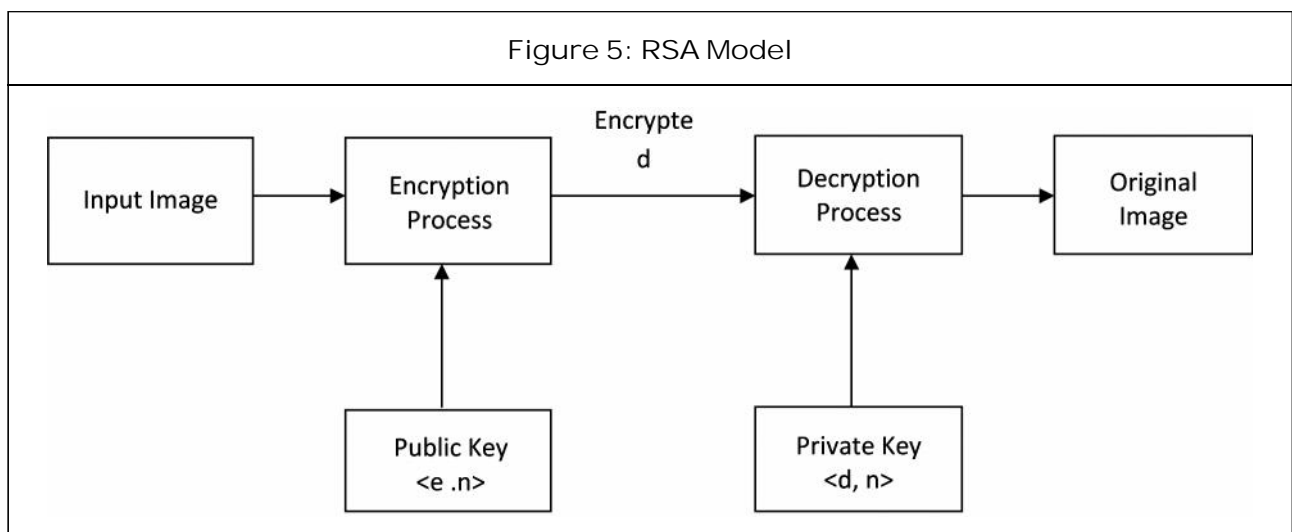 Figure 5: RSA Model
Encrypte
d
Input Image
Encryption
Process
Decryption
Process
Original
Image
Public Key
<e .n>
Private Key
<d, n>